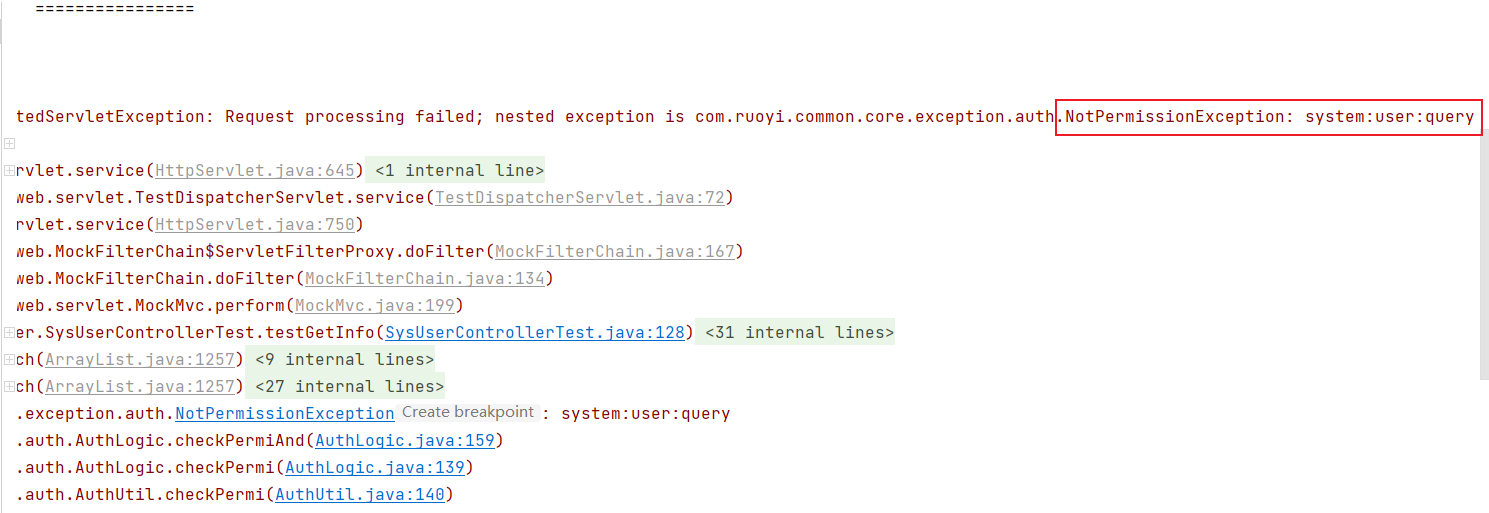 ================
tedServletException: Request processing failed; nested exception is com.ruoyi.common.core.exception.auth.NotPermissionException: system:user:query
rvlet.service(HttpServlet.java:645) <1 internal line>
web.servlet.TestDispatcherServlet.service(TestDispatcherServlet.java:72)
rvlet.service(HttpServlet.java:750)
web.MockFilterChain$ServletFilterProxy.doFilter(MockFilterChain.java:167)
web.MockFilterChain.doFilter(MockFilterChain.java:134)
web.servlet.MockMvc.perform(MockMvc.java:199)
er.SysUserControllerTest.testGetInfo(SysUserControllerTest.java:128) <31 internal lines>
ch(ArrayList.java:1257) <9 internal lines>
ch(ArrayList.java:1257) <27 internal lines>
.exception.auth.NotPermissionException Create breakpoint : system:user:query
.auth.AuthLogic.checkPermiAnd(AuthLogic.java:159)
.auth.AuthLogic.checkPermi(AuthLogic.java:139)
.auth.AuthUtil.checkPermi(AuthUtil.java:140)